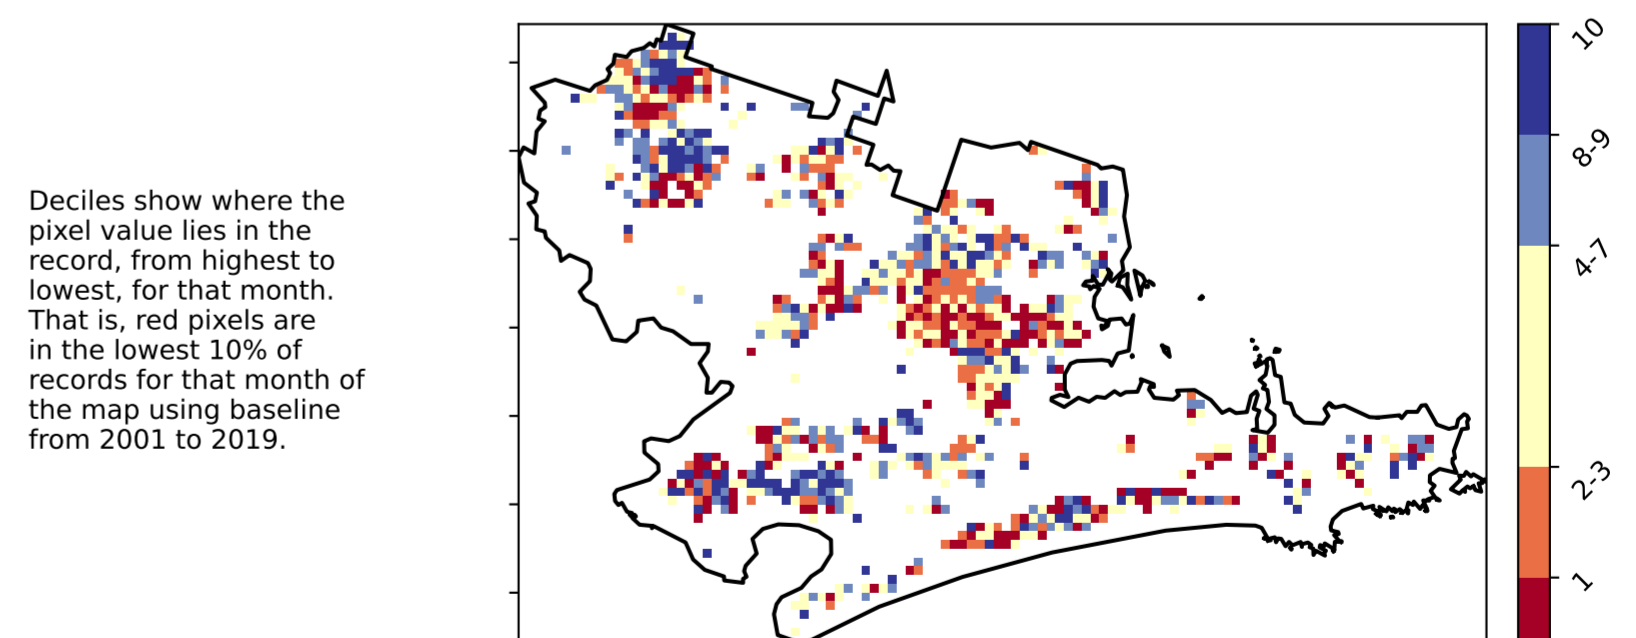 Deciles show where the
pixel value lies in the
record, from highest to
lowest, for that month.
That is, red pixels are
in the lowest 10% of
records for that month of
the map using baseline
from 2001 to 2019.
10
8-9
4-7
2-3
1